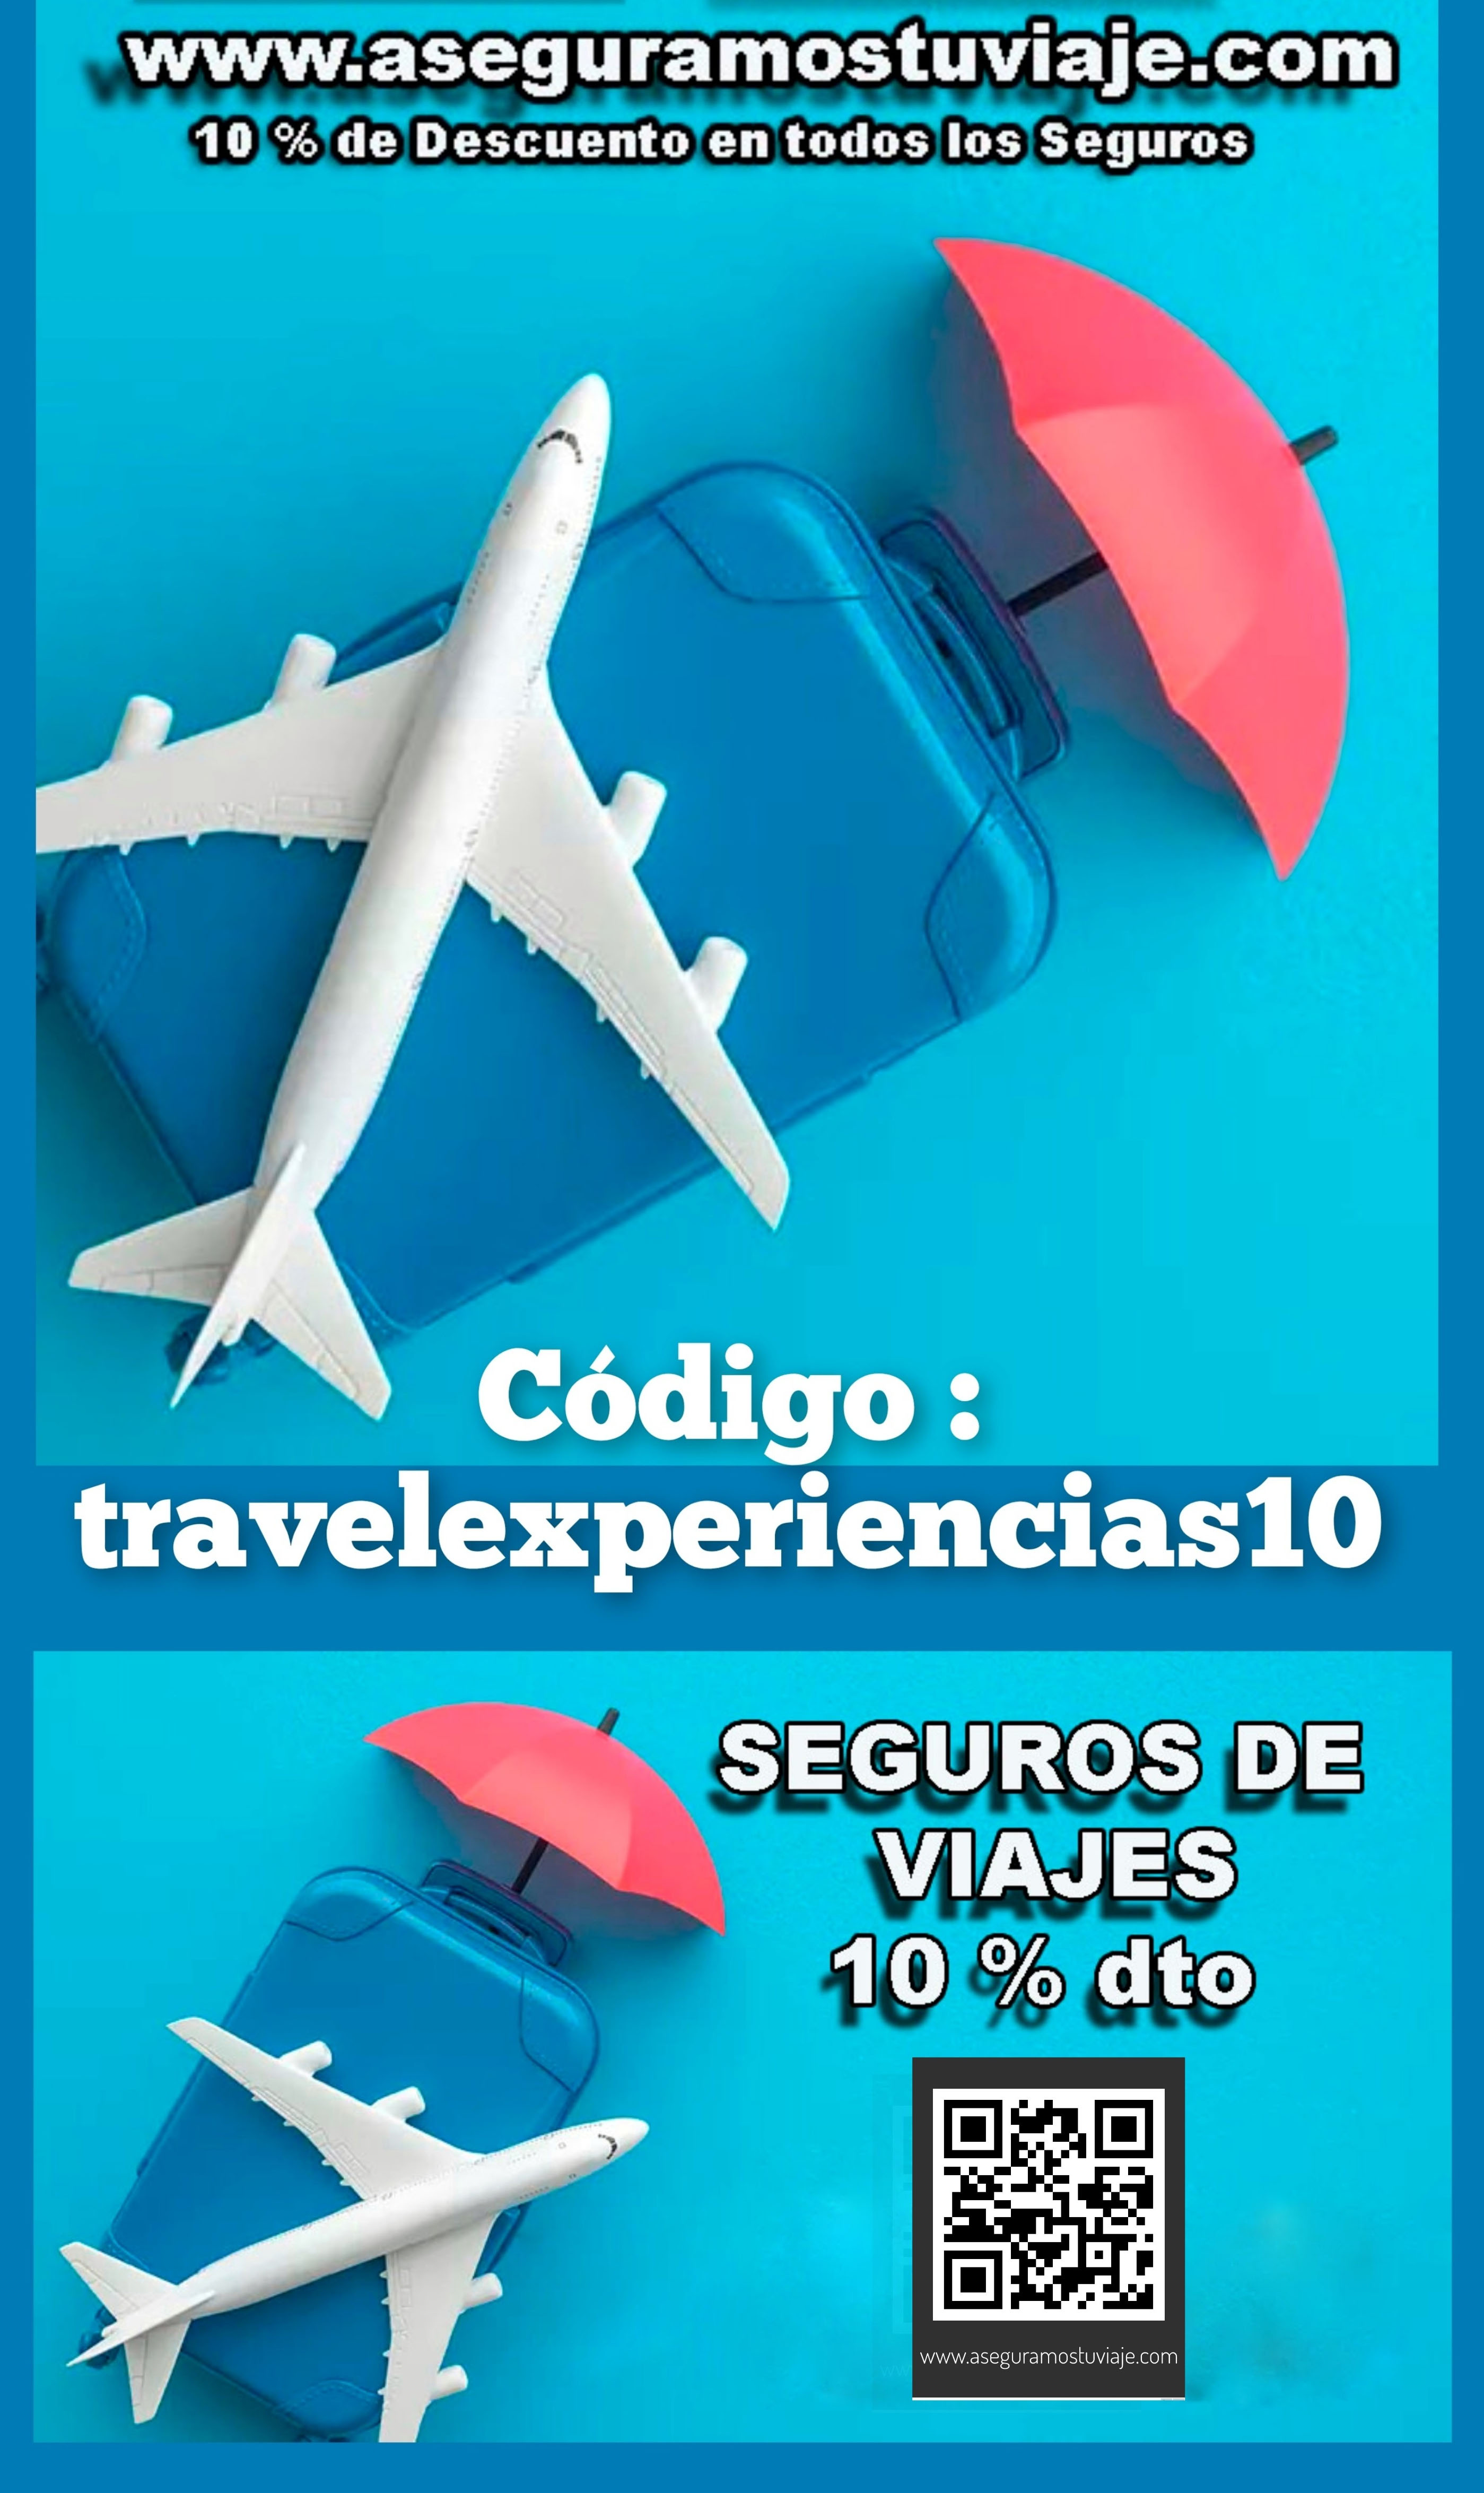 www.aseguramostuviaje.com
10 % de Descuento en todos los Seguros
Código :
travelexperiencias10
SEGUROS DE
VIAJES
10 % dto
www.aseguramostuviaje.com